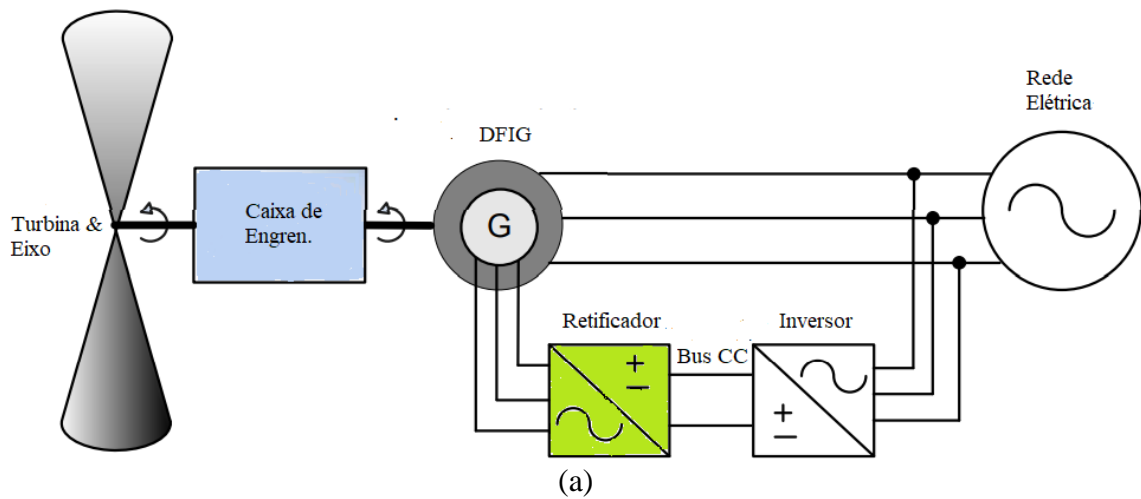 Rede
Elétrica
DFIG
Turbina &
Eixo
Caixa de
Engren.
G
Retificador
Bus CC
Inversor
+
−
+
−
(a)